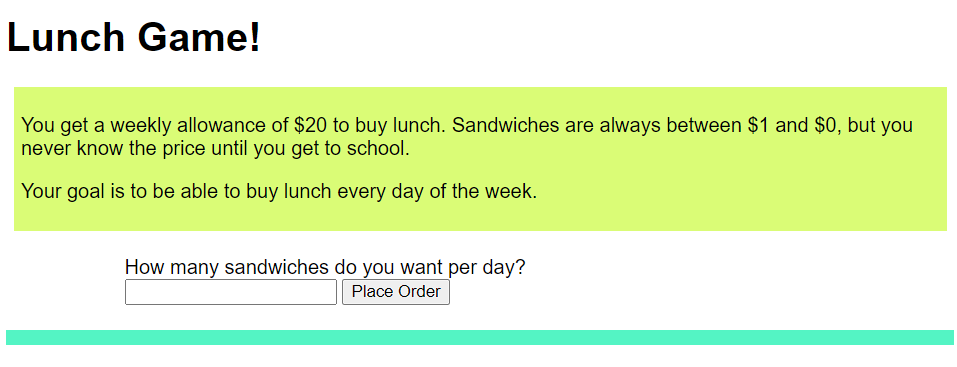 Lunch Game!
You get a weekly allowance of $20 to buy lunch. Sandwiches are always between $1 and $0, but you
never know the price until you get to school.
Your goal is to be able to buy lunch every day of the week.
How many sandwiches do you want per day?
Place Order